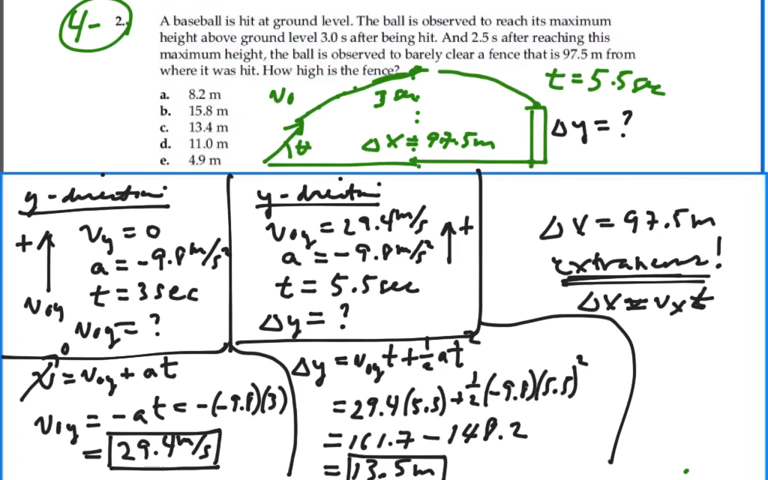 4-
2. A baseball is hit at ground level. The ball is observed to reach its maximum
height above ground level 3.0 s after being hit. And 2.5 s after reaching this
maximum height, the ball is observed to barely clear a fence that is 97.5 m from
where it was hit. How high is the fence?
a. 8.2 m
b. 15.8 m
c. 13.4 m
d. 11.0 m
e. 4.9 m
v₀
θ
3 sec
Δx = 97.5m
t = 5.5 sec
Δy = ?
y-direction
+↑ Vy = 0
a = -9.8 m/s²
t = 3 sec
V₀y
V₀y = ?
y-direction
V₀y = 29.4 m/s
a = -9.8 m/s² ↑+
t = 5.5 sec
Δy = ?
Δx = 97.5m
extraneous!
Δx = Vx t
0
V = V₀y + at
V₀y = -at = -(-9.8)(3)
= 29.4 m/s
Δy = V₀y t + ½at²
= 29.4(5.5) + ½(-9.8)(5.5)²
= 161.7 - 148.2
= 13.5m